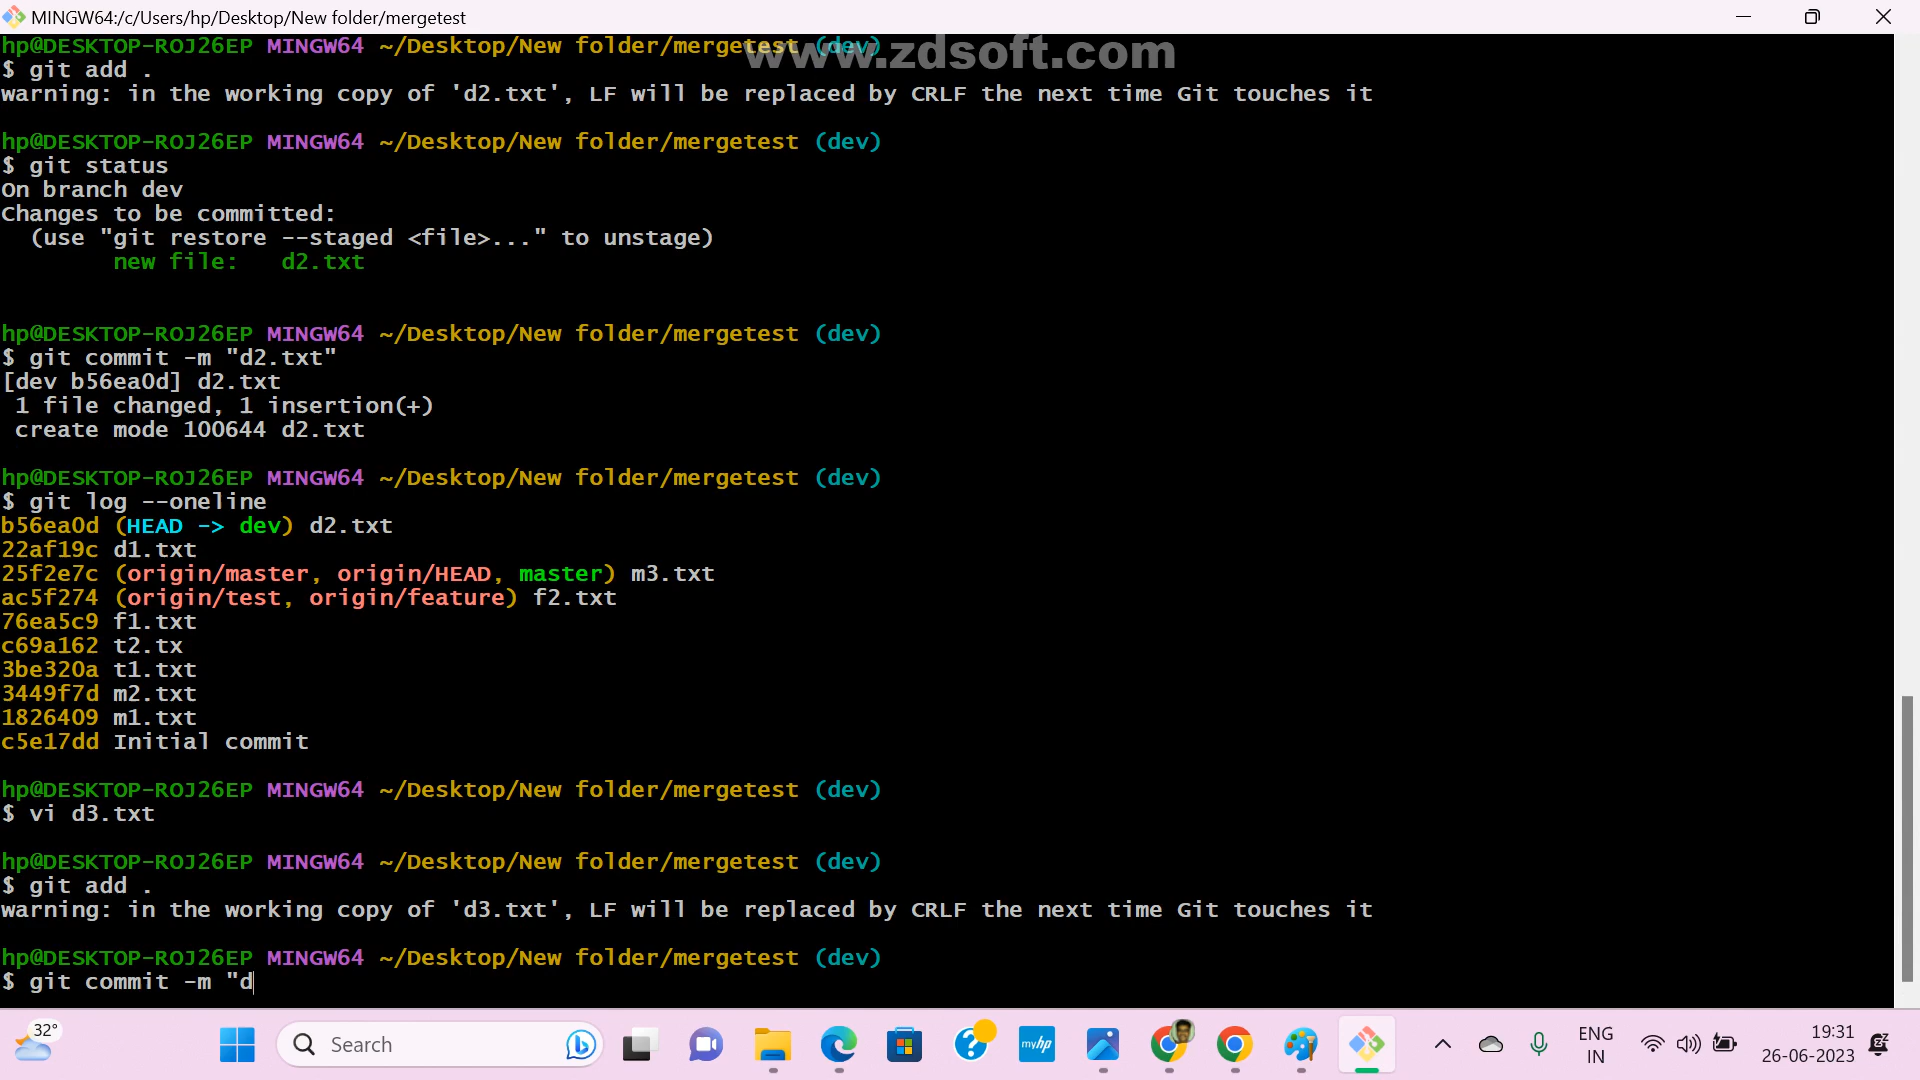 MINGW64:/c/Users/hp/Desktop/New folder/mergetest
www.zdsoft.com
hp@DESKTOP-ROJ26EP MINGW64 ~/Desktop/New folder/mergetest (dev)
$ git add .
warning: in the working copy of 'd2.txt', LF will be replaced by CRLF the next time Git touches it
hp@DESKTOP-ROJ26EP MINGW64 ~/Desktop/New folder/mergetest (dev)
$ git status
On branch dev
Changes to be committed:
  (use "git restore --staged <file>..." to unstage)
        new file:   d2.txt
hp@DESKTOP-ROJ26EP MINGW64 ~/Desktop/New folder/mergetest (dev)
$ git commit -m "d2.txt"
[dev b56ea0d] d2.txt
 1 file changed, 1 insertion(+)
 create mode 100644 d2.txt
hp@DESKTOP-ROJ26EP MINGW64 ~/Desktop/New folder/mergetest (dev)
$ git log --oneline
b56ea0d (HEAD -> dev) d2.txt
22af19c d1.txt
25f2e7c (origin/master, origin/HEAD, master) m3.txt
ac5f274 (origin/test, origin/feature) f2.txt
76ea5c9 f1.txt
c69a162 t2.tx
3be320a t1.txt
3449f7d m2.txt
1826409 m1.txt
c5e17dd Initial commit
hp@DESKTOP-ROJ26EP MINGW64 ~/Desktop/New folder/mergetest (dev)
$ vi d3.txt
hp@DESKTOP-ROJ26EP MINGW64 ~/Desktop/New folder/mergetest (dev)
$ git add .
warning: in the working copy of 'd3.txt', LF will be replaced by CRLF the next time Git touches it
hp@DESKTOP-ROJ26EP MINGW64 ~/Desktop/New folder/mergetest (dev)
$ git commit -m "d
32°
Search
myhp
ENG
IN
19:31
26-06-2023